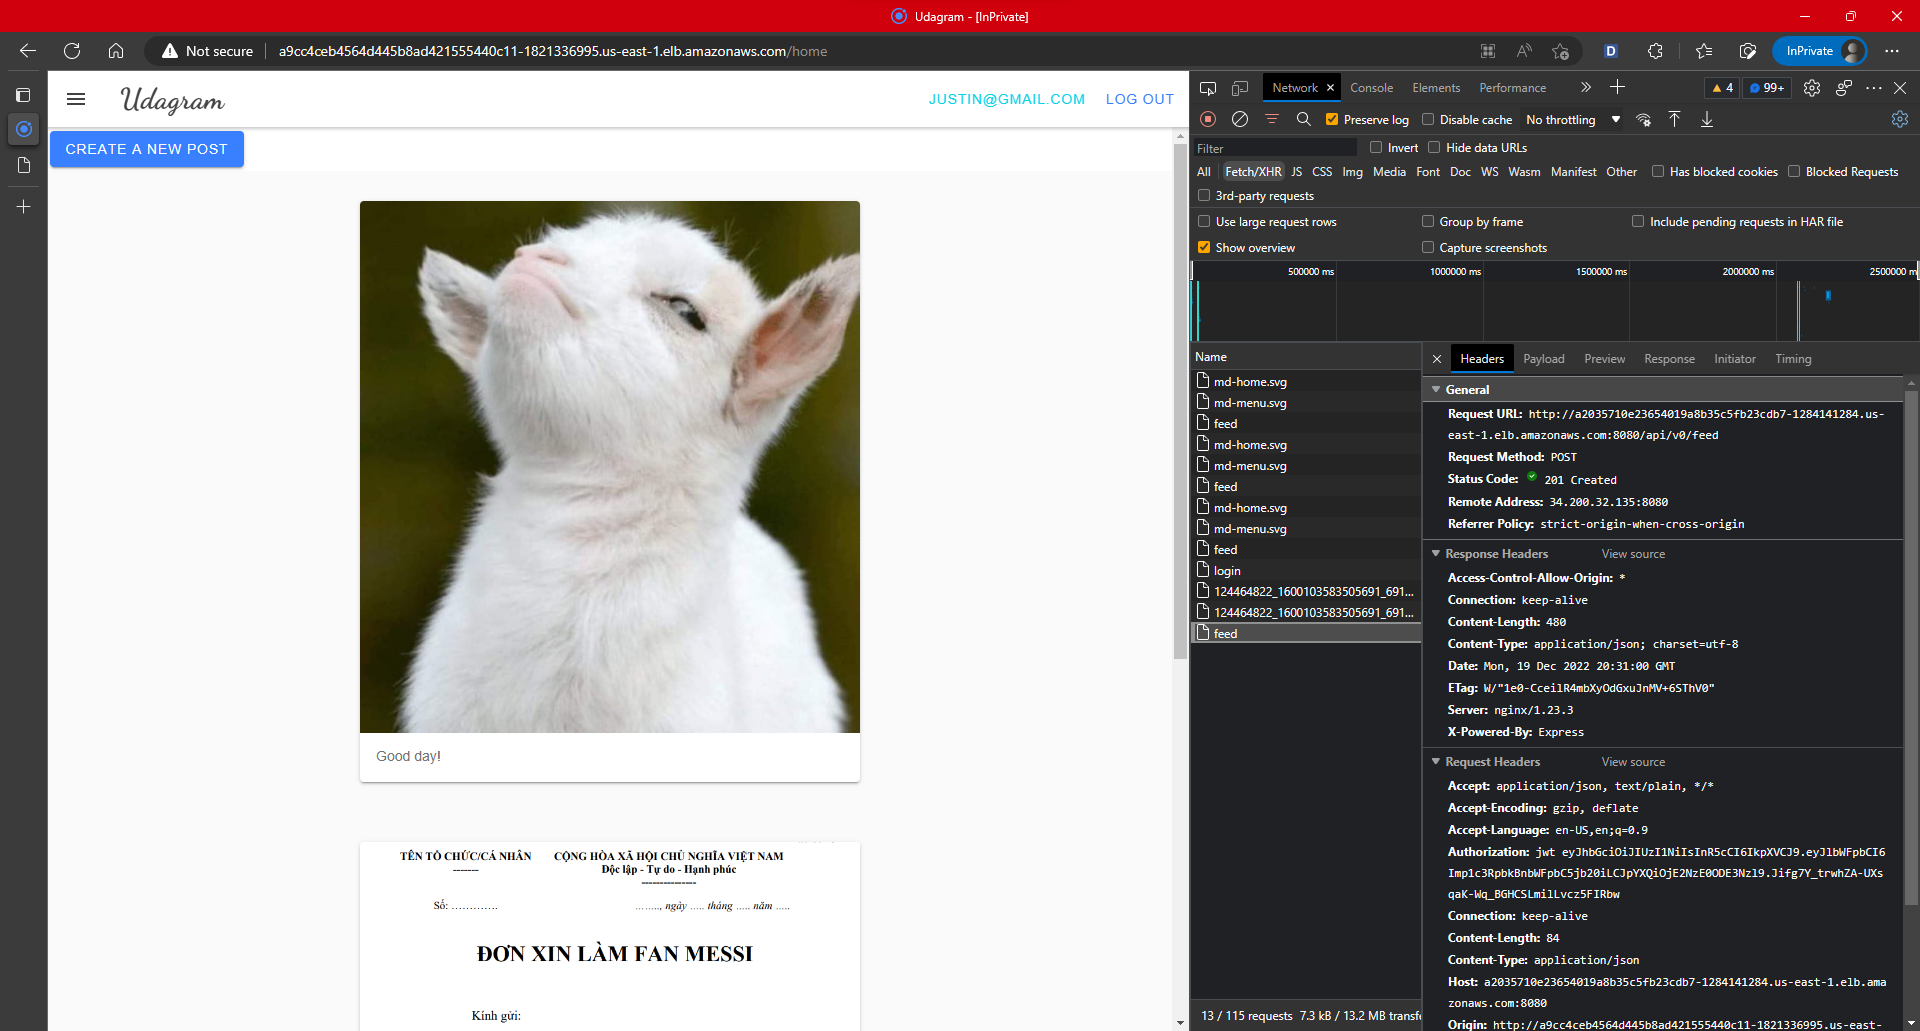 Udagram - [InPrivate]
Not secure
a9cc4ceb4564d445b8ad421555440c11-1821336995.us-east-1.elb.amazonaws.com/home
InPrivate
Udagram
JUSTIN@GMAIL.COM
LOG OUT
CREATE A NEW POST
Good day!
TÊN TỔ CHỨC/CÁ NHÂN
-------
CỘNG HÒA XÃ HỘI CHỦ NGHĨA VIỆT NAM
Độc lập - Tự do - Hạnh phúc
---------------
Số: ………….
…….., ngày ….. tháng ….. năm …..
ĐƠN XIN LÀM FAN MESSI
Kính gửi:
Network
Console
Elements
Performance
4
99+
Preserve log
Disable cache
No throttling
Filter
Invert
Hide data URLs
All
Fetch/XHR
JS
CSS
Img
Media
Font
Doc
WS
Wasm
Manifest
Other
Has blocked cookies
Blocked Requests
3rd-party requests
Use large request rows
Group by frame
Include pending requests in HAR file
Show overview
Capture screenshots
500000 ms
1000000 ms
1500000 ms
2000000 ms
2500000 m
Name
md-home.svg
md-menu.svg
feed
md-home.svg
md-menu.svg
feed
md-home.svg
md-menu.svg
feed
login
124464822_1600103583505691_691...
124464822_1600103583505691_691...
feed
13 / 115 requests
7.3 kB / 13.2 MB transf
Headers
Payload
Preview
Response
Initiator
Timing
General
Request URL: http://a2035710e23654019a8b35c5fb23cdb7-1284141284.us-
east-1.elb.amazonaws.com:8080/api/v0/feed
Request Method: POST
Status Code: 201 Created
Remote Address: 34.200.32.135:8080
Referrer Policy: strict-origin-when-cross-origin
Response Headers
View source
Access-Control-Allow-Origin: *
Connection: keep-alive
Content-Length: 480
Content-Type: application/json; charset=utf-8
Date: Mon, 19 Dec 2022 20:31:00 GMT
ETag: W/"1e0-CceilR4mbXyOdGxuJnMV+6SThV0"
Server: nginx/1.23.3
X-Powered-By: Express
Request Headers
View source
Accept: application/json, text/plain, */*
Accept-Encoding: gzip, deflate
Accept-Language: en-US,en;q=0.9
Authorization: jwt eyJhbGciOiJIUzI1NiIsInR5cCI6IkpXVCJ9.eyJlbWFpbCI6
Imp1c3RpbkBnbWFpbC5jb20iLCJpYXQiOjE2NzE0ODE3Nzl9.Jifg7Y_trwhZA-UXs
qaK-Wq_BGHCSLmilLvcz5FIRbw
Connection: keep-alive
Content-Length: 84
Content-Type: application/json
Host: a2035710e23654019a8b35c5fb23cdb7-1284141284.us-east-1.elb.ama
zonaws.com:8080
Origin: http://a9cc4ceb4564d445b8ad421555440c11-1821336995.us-east-